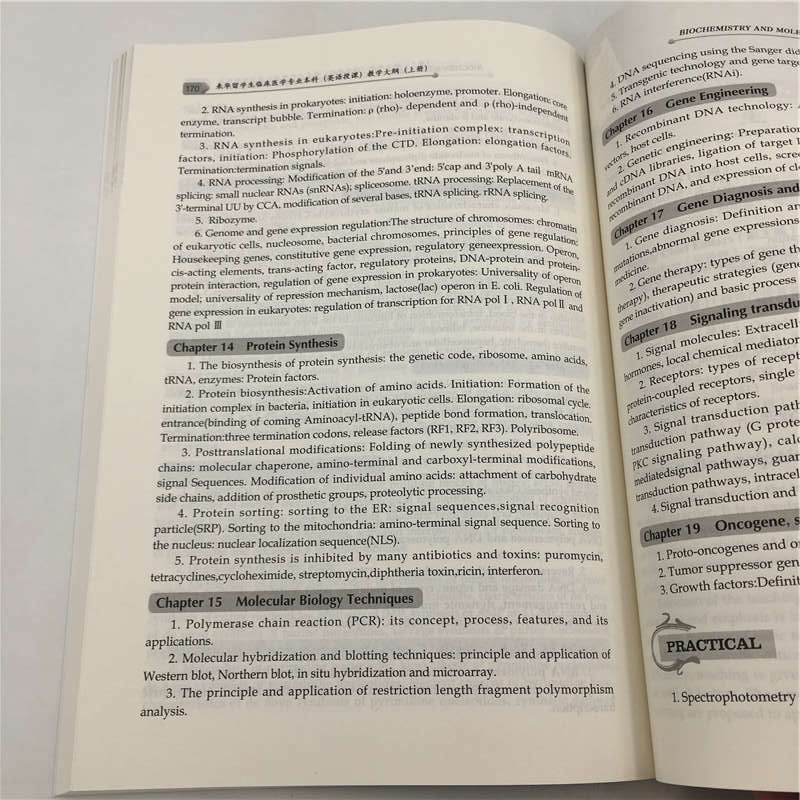 170 来华留学生临床医学专业本科（英语授课）教学大纲（上册）
2. RNA synthesis in prokaryotes: initiation: holoenzyme, promoter. Elongation: core
enzyme, transcript bubble. Termination: ρ (rho)- dependent and ρ (rho)-independent
termination.
3. RNA synthesis in eukaryotes:Pre-initiation complex: transcription
factors, initiation: Phosphorylation of the CTD. Elongation: elongation factors.
Termination:termination signals.
4. RNA processing: Modification of the 5'and 3'end: 5'cap and 3'poly A tail mRNA
splicing: small nuclear RNAs (snRNAs); spliceosome. tRNA processing: Replacement of the
3'-terminal UU by CCA, modification of several bases, tRNA splicing. rRNA splicing.
5. Ribozyme.
6. Genome and gene expression regulation:The structure of chromosomes: chromatin
of eukaryotic cells, nucleosome, bacterial chromosomes, principles of gene regulation:
Housekeeping genes, constitutive gene expression, regulatory geneexpression. Operon,
cis-acting elements, trans-acting factor, regulatory proteins, DNA-protein and protein-
protein interaction, regulation of gene expression in prokaryotes: Universality of operon
model; universality of repression mechanism, lactose(lac) operon in E. coli. Regulation of
gene expression in eukaryotes: regulation of transcription for RNA pol Ⅰ, RNA pol Ⅱ and
RNA pol Ⅲ
Chapter 14 Protein Synthesis
1. The biosynthesis of protein synthesis: the genetic code, ribosome, amino acids,
tRNA, enzymes: Protein factors.
2. Protein biosynthesis:Activation of amino acids. Initiation: Formation of the
initiation complex in bacteria, initiation in eukaryotic cells. Elongation: ribosomal cycle.
entrance(binding of coming Aminoacyl-tRNA), peptide bond formation, translocation.
Termination:three termination codons, release factors (RF1, RF2, RF3). Polyribosome.
3. Posttranslational modifications: Folding of newly synthesized polypeptide
chains: molecular chaperone, amino-terminal and carboxyl-terminal modifications,
signal Sequences. Modification of individual amino acids: attachment of carbohydrate
side chains, addition of prosthetic groups, proteolytic processing.
4. Protein sorting: sorting to the ER: signal sequences,signal recognition
particle(SRP). Sorting to the mitochondria: amino-terminal signal sequence. Sorting to
the nucleus: nuclear localization sequence(NLS).
5. Protein synthesis is inhibited by many antibiotics and toxins: puromycin,
tetracyclines,cycloheximide, streptomycin,diphtheria toxin,ricin, interferon.
Chapter 15 Molecular Biology Techniques
1. Polymerase chain reaction (PCR): its concept, process, features, and its
applications.
2. Molecular hybridization and blotting techniques: principle and application of
Western blot, Northern blot, in situ hybridization and microarray.
3. The principle and application of restriction length fragment polymorphism
analysis.
BIOCHEMISTRY AND MOLE
4. DNA sequencing using the Sanger did
5. Transgenic technology and gene target
6. RNA interference(RNAi).
Chapter 16 Gene Engineering
1. Recombinant DNA technology:
vectors, host cells.
2. Genetic engineering: Preparation
and cDNA libraries, ligation of target
recombinant DNA into host cells, scree
recombinant DNA, and expression of clo
Chapter 17 Gene Diagnosis and
1. Gene diagnosis: Definition an
mutations,abnormal gene expressions
medicine.
2. Gene therapy: types of gene th
therapy), therapeutic strategies (gene
gene inactivation) and basic process
Chapter 18 Signaling transdu
1. Signal molecules: Extracell
hormones, local chemical mediator
2. Receptors: types of recept
protein-coupled receptors, single
characteristics of receptors.
3. Signal transduction path
transduction pathway (G prote
PKC signaling pathway), calc
mediatedsignal pathways, guan
transduction pathways, intracel
4. Signal transduction and
Chapter 19 Oncogene, s
1. Proto-oncogenes and o
2. Tumor suppressor gen
3. Growth factors:Defini
PRACTICAL
1. Spectrophotometry